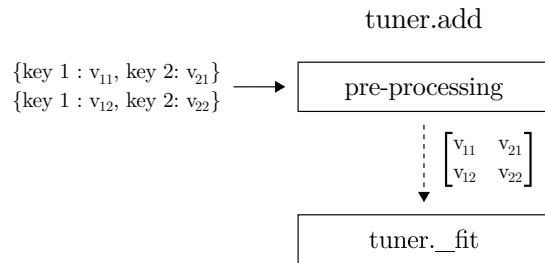 tuner.add
{key 1 : v11, key 2: v21}
{key 1 : v12, key 2: v22}
pre-processing
v11 v21
v12 v22
tuner._fit